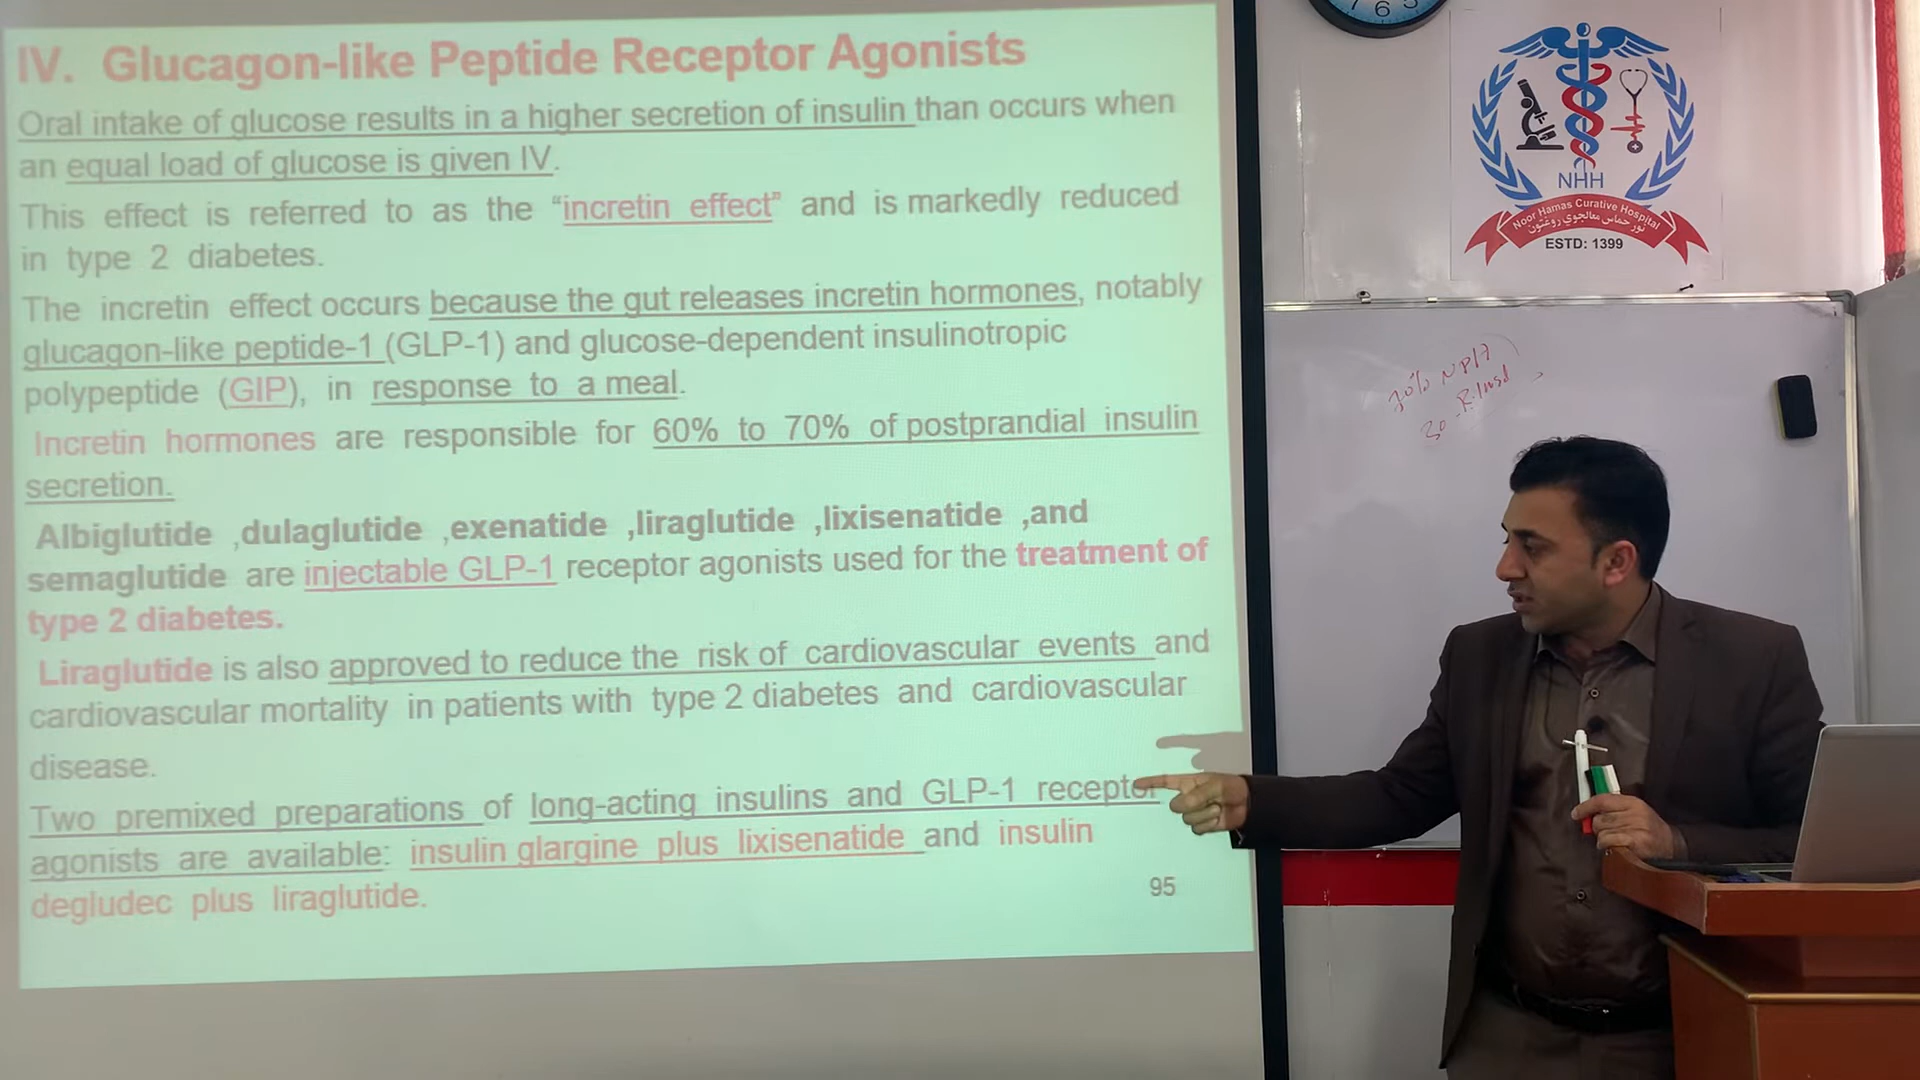 IV. Glucagon-like Peptide Receptor Agonists
Oral intake of glucose results in a higher secretion of insulin than occurs when
an equal load of glucose is given IV.
This effect is referred to as the “incretin effect” and is markedly reduced
in type 2 diabetes.
The incretin effect occurs because the gut releases incretin hormones, notably
glucagon-like peptide-1 (GLP-1) and glucose-dependent insulinotropic
polypeptide (GIP), in response to a meal.
Incretin hormones are responsible for 60% to 70% of postprandial insulin
secretion.
Albiglutide ,dulaglutide ,exenatide ,liraglutide ,lixisenatide ,and
semaglutide are injectable GLP-1 receptor agonists used for the treatment of
type 2 diabetes.
Liraglutide is also approved to reduce the risk of cardiovascular events and
cardiovascular mortality in patients with type 2 diabetes and cardiovascular
disease.
Two premixed preparations of long-acting insulins and GLP-1 receptor
agonists are available: insulin glargine plus lixisenatide and insulin
degludec plus liraglutide.
95
7 6 5
NHH
Noor Hamas Curative Hospital
نور حماس معالجوي روغتون
ESTD: 1399